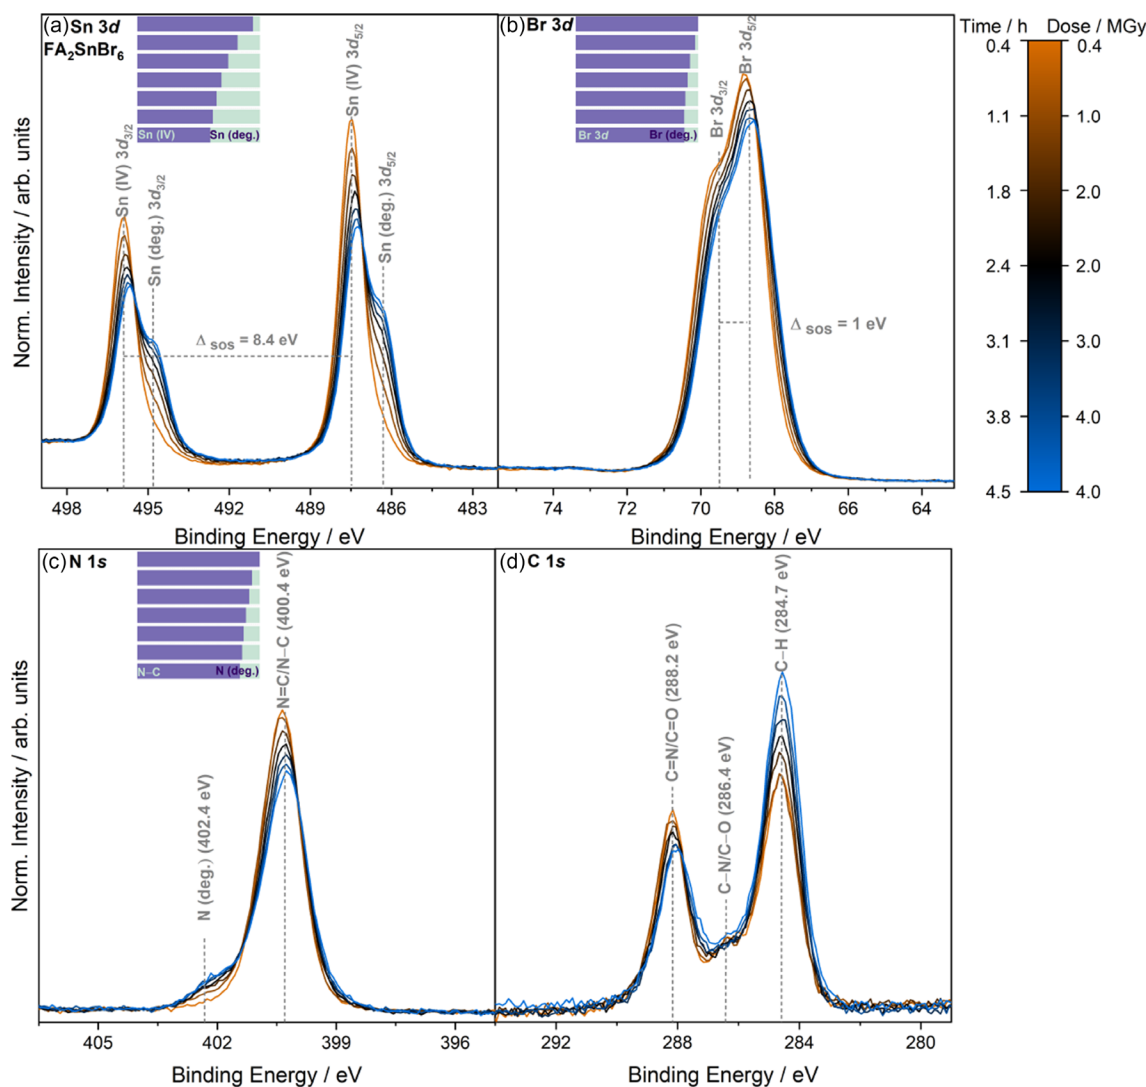 (a) Sn 3d
FA₂SnBr₆
Sn (IV)
Sn (deg.)
Sn (IV) 3d₃/₂
Sn (deg.) 3d₃/₂
Sn (IV) 3d₅/₂
Sn (deg.) 3d₅/₂
Δ sos = 8.4 eV
Norm. Intensity / arb. units
498 495 492 489 486 483
Binding Energy / eV
(b) Br 3d
Br 3d
Br (deg.)
Br 3d₃/₂
Br 3d₅/₂
Δ sos = 1 eV
72 70 68 66 64
Binding Energy / eV
Time / h Dose / MGy
0.4 0.4
1.1 1.0
1.8 2.0
2.4 2.0
3.1 3.0
3.8 4.0
4.5 4.0
(c) N 1s
N–C
N (deg.)
N (deg.) (402.4 eV)
N=C/N–C (400.4 eV)
Norm. Intensity / arb. units
405 402 399 396
Binding Energy / eV
(d) C 1s
C=N/C=O (288.2 eV)
C–N/C–O (286.4 eV)
C–H (284.7 eV)
292 288 284 280
Binding Energy / eV